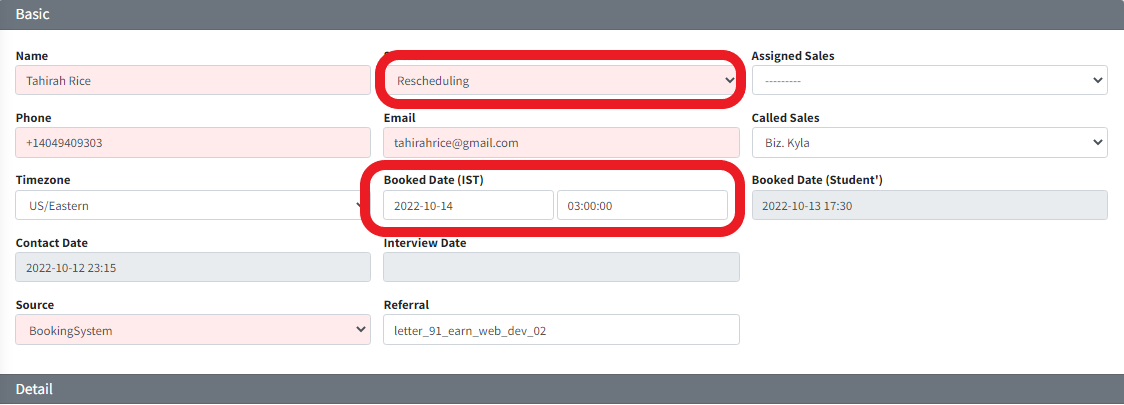 Basic
Name
Assigned Sales
Tahirah Rice
Rescheduling
---------
Phone
Email
Called Sales
+14049409303
tahirahrice@gmail.com
Biz. Kyla
Timezone
Booked Date (IST)
Booked Date (Student')
US/Eastern
2022-10-14
03:00:00
2022-10-13 17:30
Contact Date
Interview Date
2022-10-12 23:15
Source
Referral
BookingSystem
letter_91_earn_web_dev_02
Detail